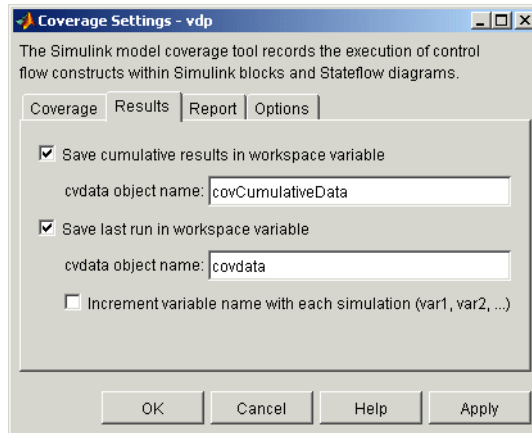 Coverage Settings - vdp
The Simulink model coverage tool records the execution of control
flow constructs within Simulink blocks and Stateflow diagrams.
Coverage Results Report Options
Save cumulative results in workspace variable
cvdata object name: covCumulativeData
Save last run in workspace variable
cvdata object name: covdata
Increment variable name with each simulation (var1, var2, ...)
OK Cancel Help Apply